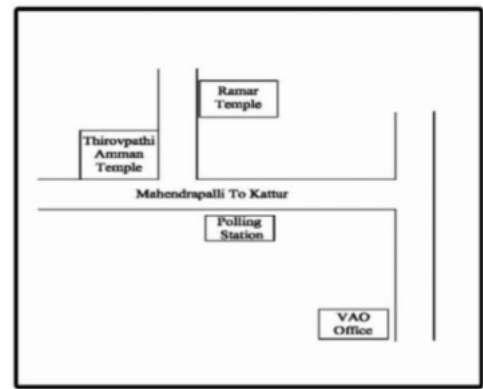 Ramar
Temple
Thirovpathi
Amman
Temple
Mahendrapalli To Kattur
Polling
Station
VAO
Office